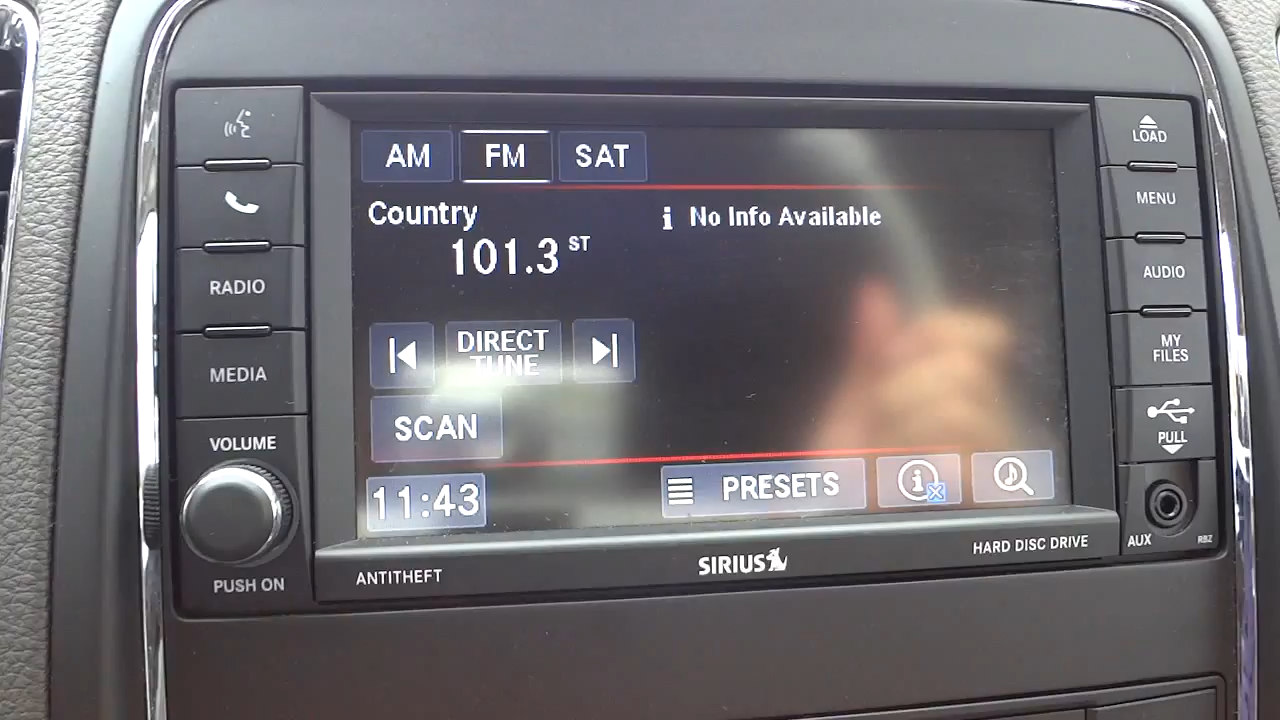 AM FM SAT
Country
i No Info Available
101.3 ST
DIRECT
TUNE
SCAN
11:43
PRESETS
i
RADIO
MEDIA
VOLUME
PUSH ON
LOAD
MENU
AUDIO
MY
FILES
PULL
AUX
RBZ
ANTITHEFT
SIRIUS
HARD DISC DRIVE